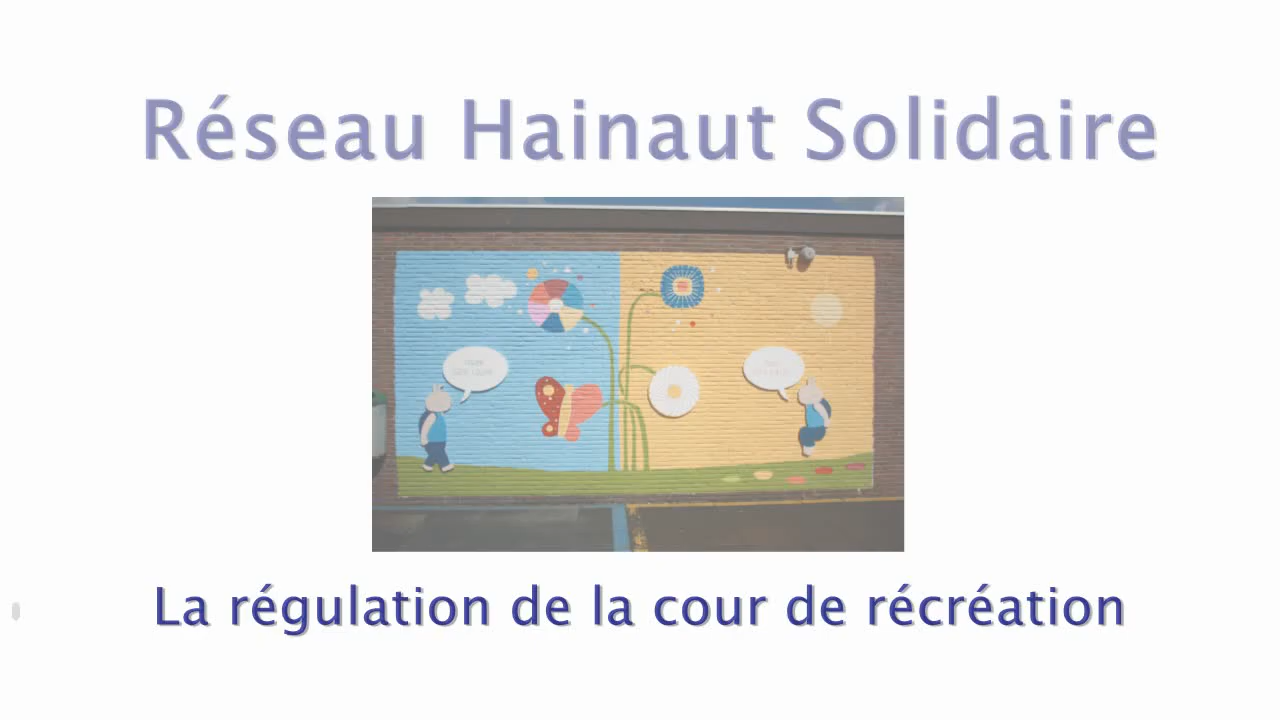 Réseau Hainaut Solidaire
La régulation de la cour de récréation